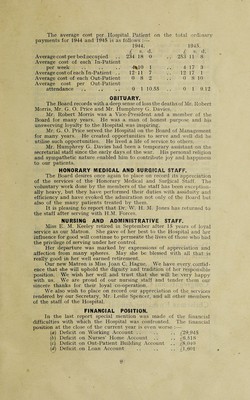 The average cost per Hospital Patient on the total ordinary
payments for 1944 and 1945 is as follows :—
1944. 1945.
£ s. d. £ s. d.
Average cost per bed occupied .. 254 18 0 .. 253 11 0
Average cost of each In-Patient
per week .. .. .. 10 1 .. 4 17 3
Average cost of each In-Patient .. 12 11 7 .. 12 17 1
Average cost of each Out-Patient 0 8 2 .. 0 8 10
Average cost per Out-Patient
attendance .. .. 0 1 10.55 .. 0 1 9.12
OBITUARY.
The Board records with a deep sense of loss the deaths of Mr. Robert
Morris, Mr. G. O. Price and Mr. Humphrey G. Davies.
Mr. Robert Morris was a Vice-President and a member of the
Board for many years. He was a man of honest purpose and his
unswerving loyalty to the Hospital was unquestioned.
Mr. G. O. Price served the Hospital on the Board of Management
for many years. He created opportunities to serve and well did he
utilise such opportunities. He lived a life of service to others.
Mr. Humphrey G. Davies had been a temporary assistant on the
secretarial staff since the early days of the war. His kindly disposition
and sympathetic nature enabled him to contribute joy and happiness
to our patients.
HONORARY MEDICAL AND SURGICAL STAFF.
The Board desires once again to place on record its appreciation
of the services of the Honorary Medical and Surgical Staff. The
voluntary work done by the members of the staff has been exception-
ally heavy, but they have performed their duties with assiduity and
efficiency and have evoked the admiration not only of the Board but
also of the many patients treated by them.
It is pleasing to report that Dr. W. H. M. Jones has returned to
the staff after serving with H.M. Forces.
NURSING AND ADMINISTRATIVE STAFF.
Miss E. M. Keeley retired in September after 18 years of loyal
service as our Matron. She gave of her best to the Hospital and her
influence for good will continue to permeate the lives of those who had
the privilege of serving under her control.
Her departure was marked by expressions of appreciation and
affection from many spheres. May she be blessed with all that is
really good in her well earned retirement.
Our new Matron is Miss Joan C. Hague. We have every confid-
ence that she will uphold the dignity and tradition of her responsible
position. We wish her well and trust that she will be very happy
with us. We are proud of our nursing staff and tender them our
sincere thanks for their loyal co-operation.
We also wish to place on record our appreciation of the services
rendered by our Secretary, Mr. Leslie Spencer, and all other members
of the staff of the Hospital.
FINANCIAL POSITION.
In the last report special mention was made of the financial
difficulties with which the Hospital was confronted. The financial
position at the close of the current year is even worse :—
(a) Deficit on Working Account .. ..
(b) Deficit on Nurses' Home Account .. ..
(c) Deficit on Out-Patient Building Account ..
(d) Deficit on Loan Account .. ..